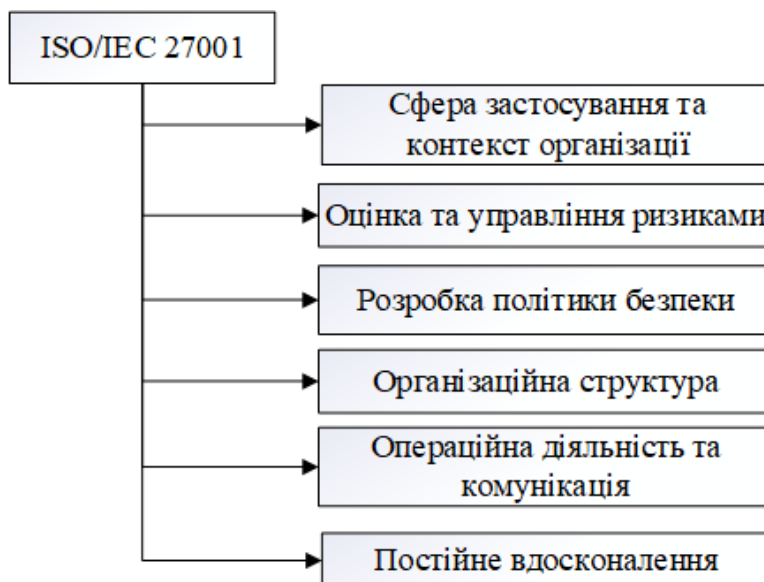 ISO/IEC 27001
Сфера застосування та
контекст організації
Оцінка та управління ризиками
Розробка політики безпеки
Організаційна структура
Операційна діяльність та
комунікація
Постійне вдосконалення